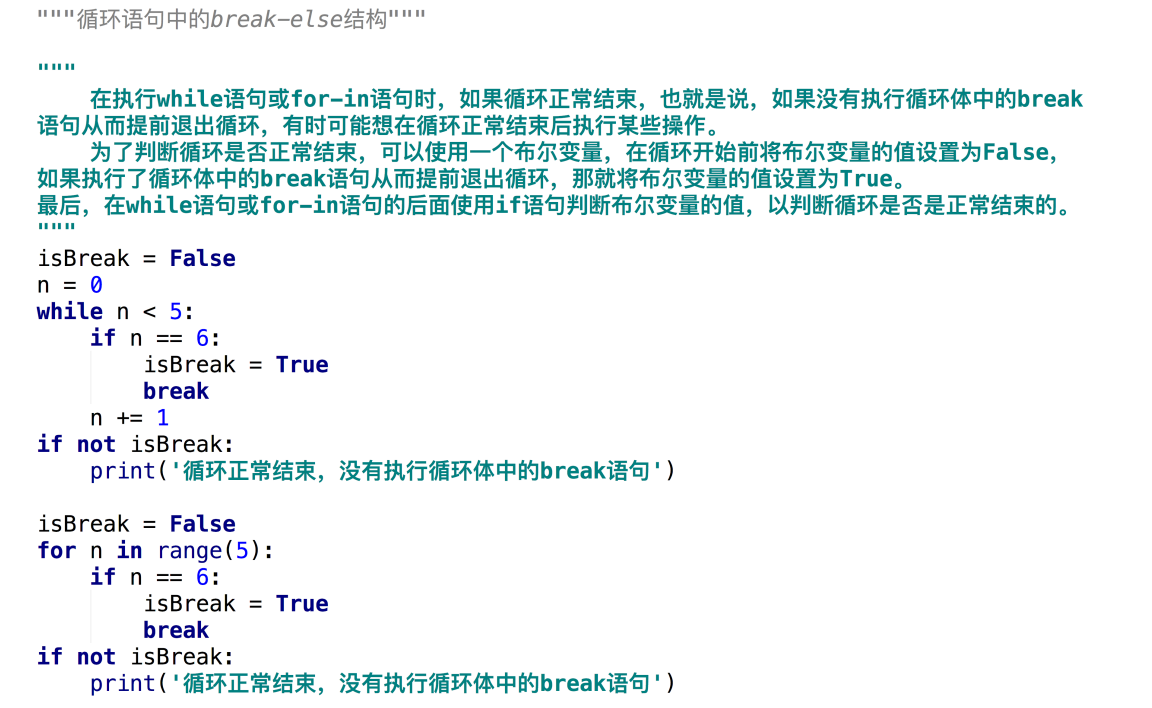 """循环语句中的break-else结构"""
"""
    在执行while语句或for-in语句时，如果循环正常结束，也就是说，如果没有执行循环体中的break
语句从而提前退出循环，有时可能想在循环正常结束后执行某些操作。
    为了判断循环是否正常结束，可以使用一个布尔变量，在循环开始前将布尔变量的值设置为False，
如果执行了循环体中的break语句从而提前退出循环，那就将布尔变量的值设置为True。
最后，在while语句或for-in语句的后面使用if语句判断布尔变量的值，以判断循环是否是正常结束的。
"""
isBreak = False
n = 0
while n < 5:
    if n == 6:
        isBreak = True
        break
    n += 1
if not isBreak:
    print('循环正常结束，没有执行循环体中的break语句')
isBreak = False
for n in range(5):
    if n == 6:
        isBreak = True
        break
if not isBreak:
    print('循环正常结束，没有执行循环体中的break语句')